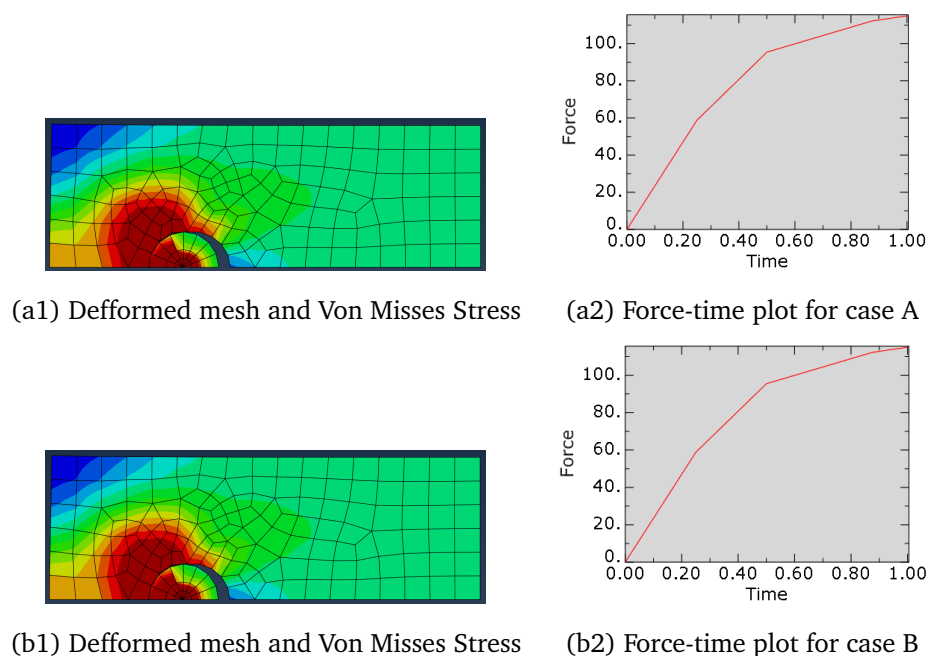 100.
80.
60.
40.
20.
0.
Force
0.00 0.20 0.40 0.60 0.80 1.00
Time
(a1) Defformed mesh and Von Misses Stress
(a2) Force-time plot for case A
100.
80.
60.
40.
20.
0.
Force
0.00 0.20 0.40 0.60 0.80 1.00
Time
(b1) Defformed mesh and Von Misses Stress
(b2) Force-time plot for case B